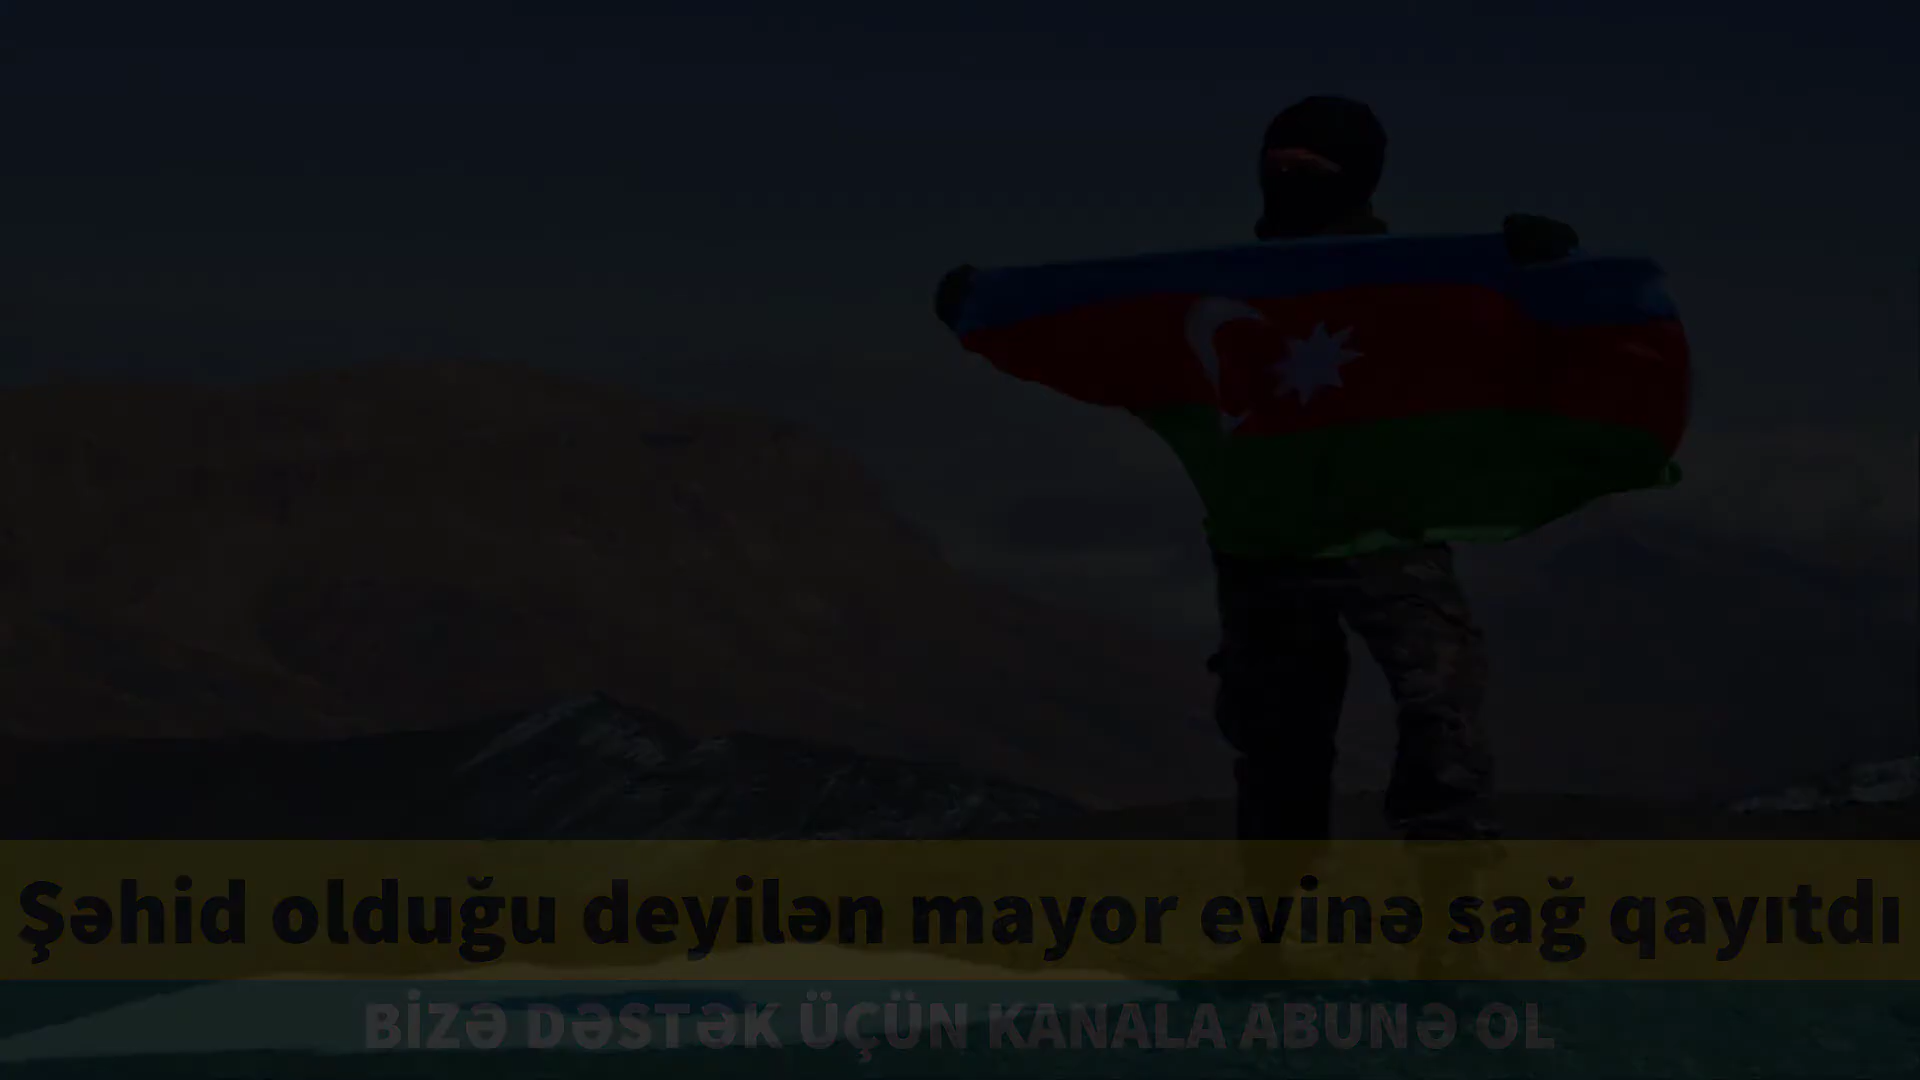 Şəhid olduğu deyilən mayor evinə sağ qayıtdı
BİZƏ DƏSTƏK ÜÇÜN KANALA ABUNƏ OL